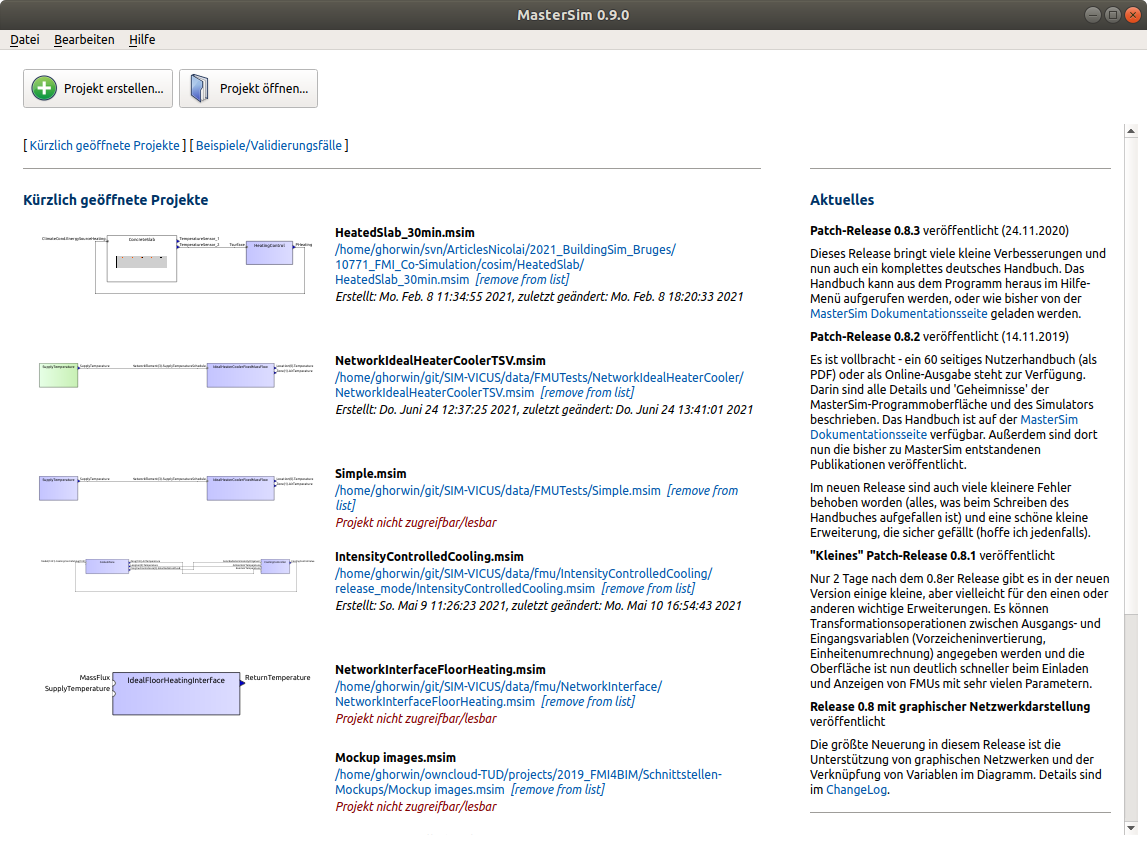 MasterSim 0.9.0
Datei Bearbeiten Hilfe
Projekt erstellen... Projekt öffnen...
[ Kürzlich geöffnete Projekte ] [ Beispiele/Validierungsfälle ]
Kürzlich geöffnete Projekte
TemperatureSensor_1
TemperatureSensor_2
HeatingControl
HeatedSlab_30min.msim
/home/ghorwin/svn/ArticlesNicolai/2021_BuildingSim_Bruges/
10771_FMI_Co-Simulation/cosim/HeatedSlab/
HeatedSlab_30min.msim [remove from list]
Erstellt: Mo. Feb. 8 11:34:55 2021, zuletzt geändert: Mo. Feb. 8 18:20:33 2021
SupplyTemperature
NetworkIdealHeaterCoolerTSV.msim
/home/ghorwin/git/SIM-VICUS/data/FMUTests/NetworkIdealHeaterCooler/
NetworkIdealHeaterCoolerTSV.msim [remove from list]
Erstellt: Do. Juni 24 12:37:25 2021, zuletzt geändert: Do. Juni 24 13:41:01 2021
SupplyTemperature
Simple.msim
/home/ghorwin/git/SIM-VICUS/data/FMUTests/Simple.msim [remove from
list]
Projekt nicht zugreifbar/lesbar
IntensityControlledCooling.msim
/home/ghorwin/git/SIM-VICUS/data/fmu/IntensityControlledCooling/
release_mode/IntensityControlledCooling.msim [remove from list]
Erstellt: So. Mai 9 11:26:23 2021, zuletzt geändert: Mo. Mai 10 16:54:43 2021
MassFlux
SupplyTemperature
IdealFloorHeatingInterface
ReturnTemperature
NetworkInterfaceFloorHeating.msim
/home/ghorwin/git/SIM-VICUS/data/fmu/NetworkInterface/
NetworkInterfaceFloorHeating.msim [remove from list]
Projekt nicht zugreifbar/lesbar
Mockup images.msim
/home/ghorwin/owncloud-TUD/projects/2019_FMI4BIM/Schnittstellen-
Mockups/Mockup images.msim [remove from list]
Projekt nicht zugreifbar/lesbar
Aktuelles
Patch-Release 0.8.3 veröffentlicht (24.11.2020)
Dieses Release bringt viele kleine Verbesserungen und
nun auch ein komplettes deutsches Handbuch. Das
Handbuch kann aus dem Programm heraus im Hilfe-
Menü aufgerufen werden, oder wie bisher von der
MasterSim Dokumentationsseite geladen werden.
Patch-Release 0.8.2 veröffentlicht (14.11.2019)
Es ist vollbracht - ein 60 seitiges Nutzerhandbuch (als
PDF) oder als Online-Ausgabe steht zur Verfügung.
Darin sind alle Details und 'Geheimnisse' der
MasterSim-Programmoberfläche und des Simulators
beschrieben. Das Handbuch ist auf der MasterSim
Dokumentationsseite verfügbar. Außerdem sind dort
nun die bisher zu MasterSim entstandenen
Publikationen veröffentlicht.
Im neuen Release sind auch viele kleinere Fehler
behoben worden (alles, was beim Schreiben des
Handbuches aufgefallen ist) und eine schöne kleine
Erweiterung, die sicher gefällt (hoffe ich jedenfalls).
"Kleines" Patch-Release 0.8.1 veröffentlicht
Nur 2 Tage nach dem 0.8er Release gibt es in der neuen
Version einige kleine, aber vielleicht für den einen oder
anderen wichtige Erweiterungen. Es können
Transformationsoperationen zwischen Ausgangs- und
Eingangsvariablen (Vorzeicheninvertierung,
Einheitenumrechnung) angegeben werden und die
Oberfläche ist nun deutlich schneller beim Einladen
und Anzeigen von FMUs mit sehr vielen Parametern.
Release 0.8 mit graphischer Netzwerkdarstellung
veröffentlicht
Die größte Neuerung in diesem Release ist die
Unterstützung von graphischen Netzwerken und der
Verknüpfung von Variablen im Diagramm. Details sind
im ChangeLog.